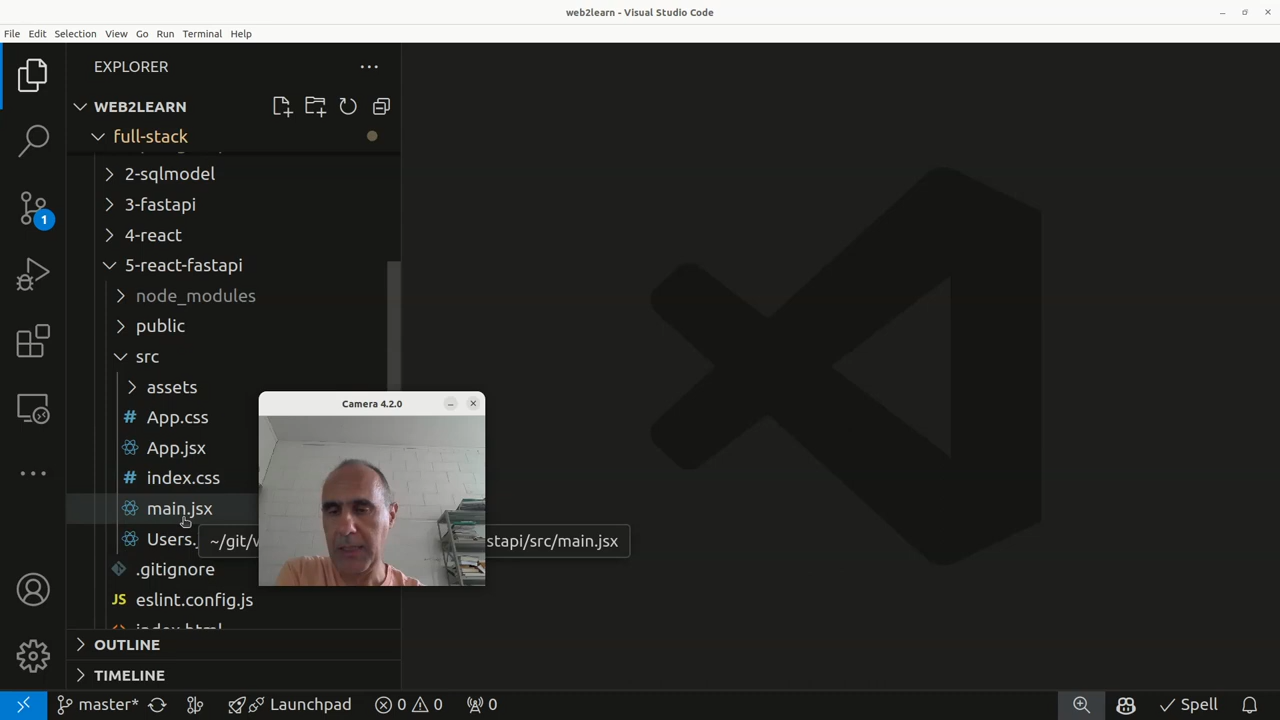 web2learn - Visual Studio Code
File Edit Selection View Go Run Terminal Help
EXPLORER
WEB2LEARN
full-stack
2-sqlmodel
3-fastapi
4-react
5-react-fastapi
node_modules
public
src
assets
App.css
Camera 4.2.0
App.jsx
index.css
main.jsx
Users.
~/git/
stapi/src/main.jsx
.gitignore
JS eslint.config.js
index.html
OUTLINE
TIMELINE
1
master* Launchpad 0 0 0 Spell